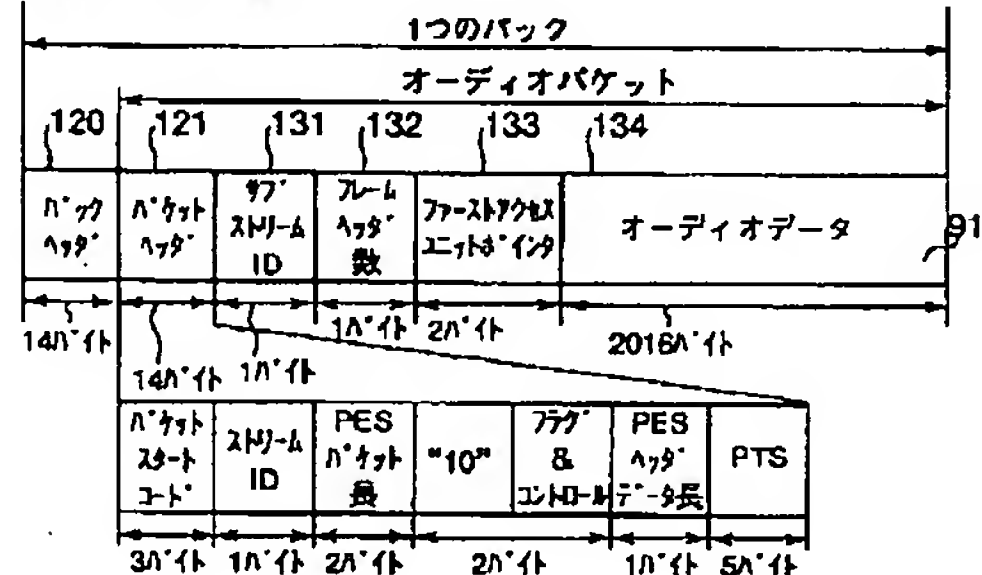 1つのパック
オーディオパケット
120 121 131 132 133 134
パック
ヘッダ
パケット
ヘッダ
サブ
ストリーム
ID
フレーム
ヘッダ
数
ファーストアクセス
ユニットポインタ
オーディオデータ
91
14バイト
14バイト
1バイト
1バイト
2バイト
2016バイト
パケット
スタート
コード
ストリーム
ID
PES
パケット
長
“10”
フラグ
&
コントロール
PES
ヘッダ
データ長
PTS
3バイト 1バイト 2バイト 2バイト 1バイト 5バイト